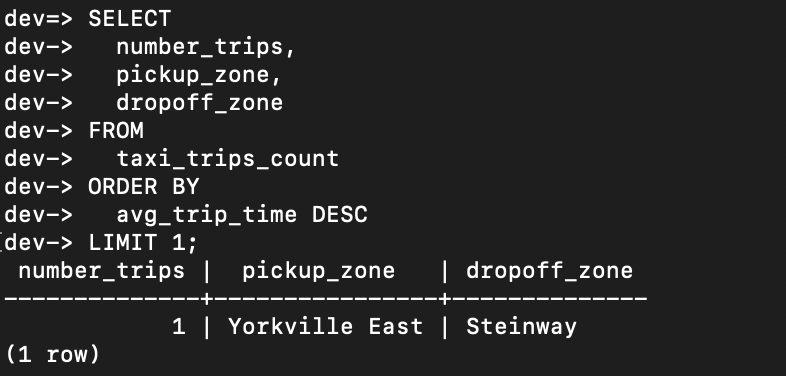 dev=> SELECT
dev->   number_trips,
dev->   pickup_zone,
dev->   dropoff_zone
dev-> FROM
dev->   taxi_trips_count
dev-> ORDER BY
dev->   avg_trip_time DESC
dev-> LIMIT 1;
 number_trips |  pickup_zone   | dropoff_zone
--------------+----------------+--------------
            1 | Yorkville East | Steinway
(1 row)